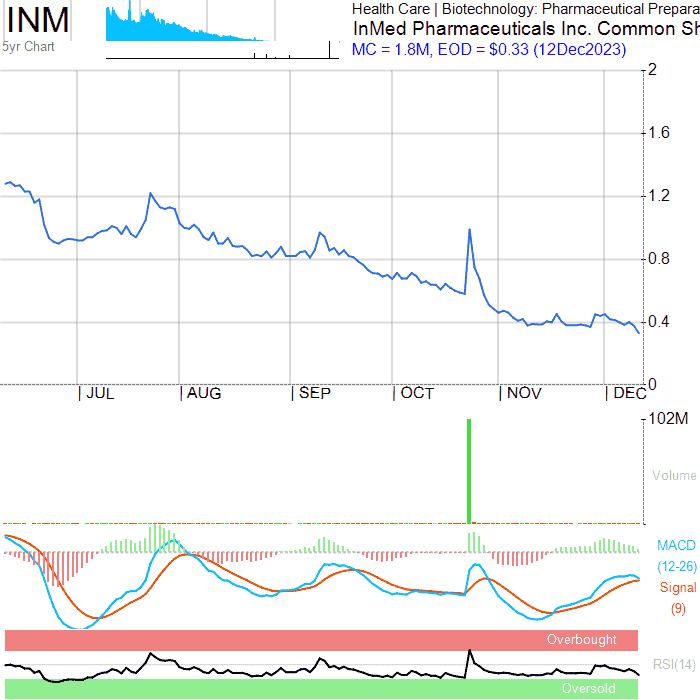 INM
5yr Chart
Health Care | Biotechnology: Pharmaceutical Prepara
InMed Pharmaceuticals Inc. Common Sh
MC = 1.8M, EOD = $0.33 (12Dec2023)
2
1.6
1.2
0.8
0.4
0
| JUL | AUG | SEP | OCT | NOV | DEC
102M
Volume
MACD
(12-26)
Signal
(9)
Overbought
RSI(14)
Oversold